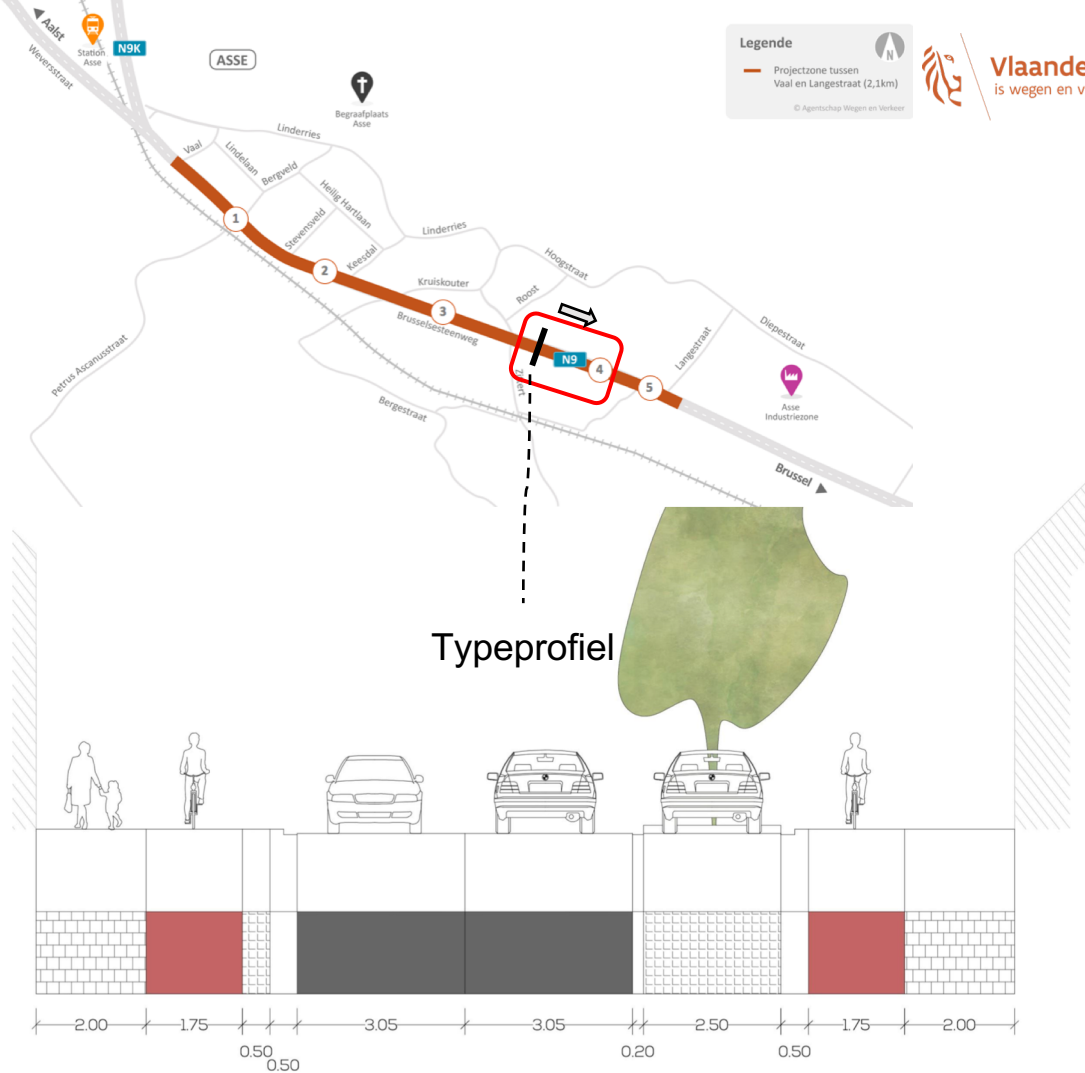 Aalst
Weversstraat
Station
Asse
N9K
ASSE
Begraafplaats
Asse
Legende
N
Projectzone tussen
Vaal en Langestraat (2,1km)
© Agentschap Wegen en Verkeer
Vlaande
is wegen en v
Linderries
Vaal
Lindelaan
Bergveld
Heilig Hartlaan
Stevensveld
Keesdal
Linderries
1
2
3
Kruiskouter
Brusselsesteenweg
Hoogstraat
Roost
N9
4
5
Langestraat
Diepestraat
Petrus Ascanusstraat
Bergestraat
Asse
Industriezone
Brussel
Typeprofiel
2.00
1.75
0.50
0.50
3.05
3.05
0.20
2.50
0.50
1.75
2.00